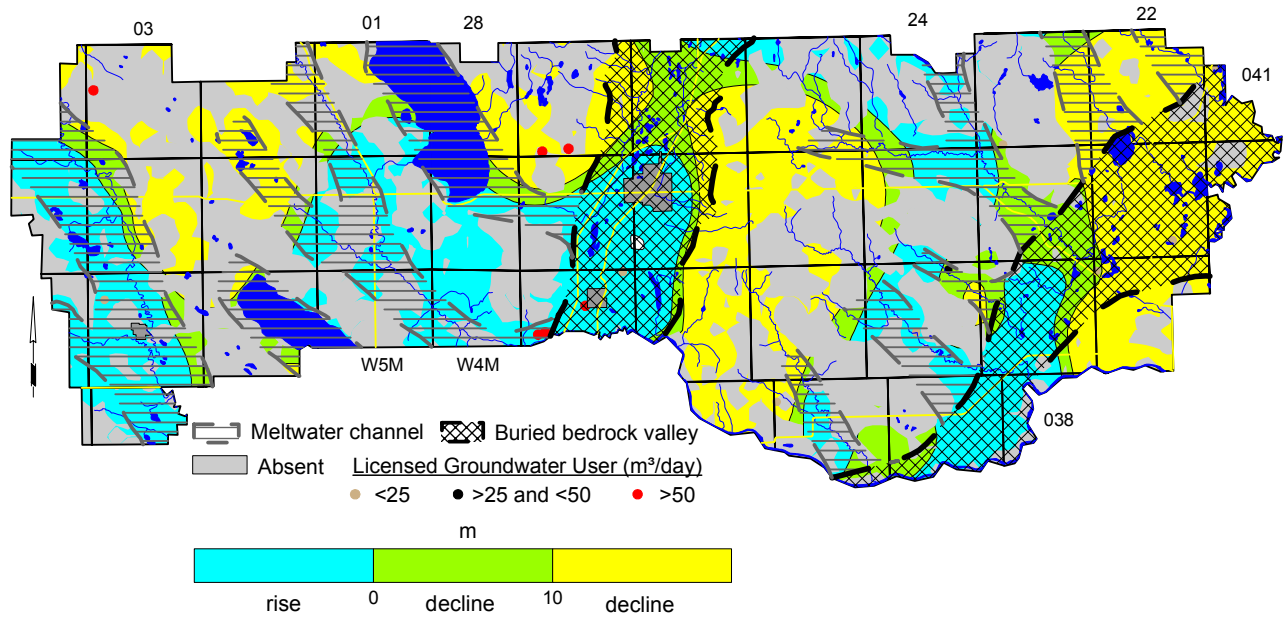 03
01
28
24
22
041
W5M
W4M
038
Meltwater channel
Buried bedrock valley
Absent
Licensed Groundwater User (m³/day)
<25
>25 and <50
>50
m
0
10
rise
decline
decline